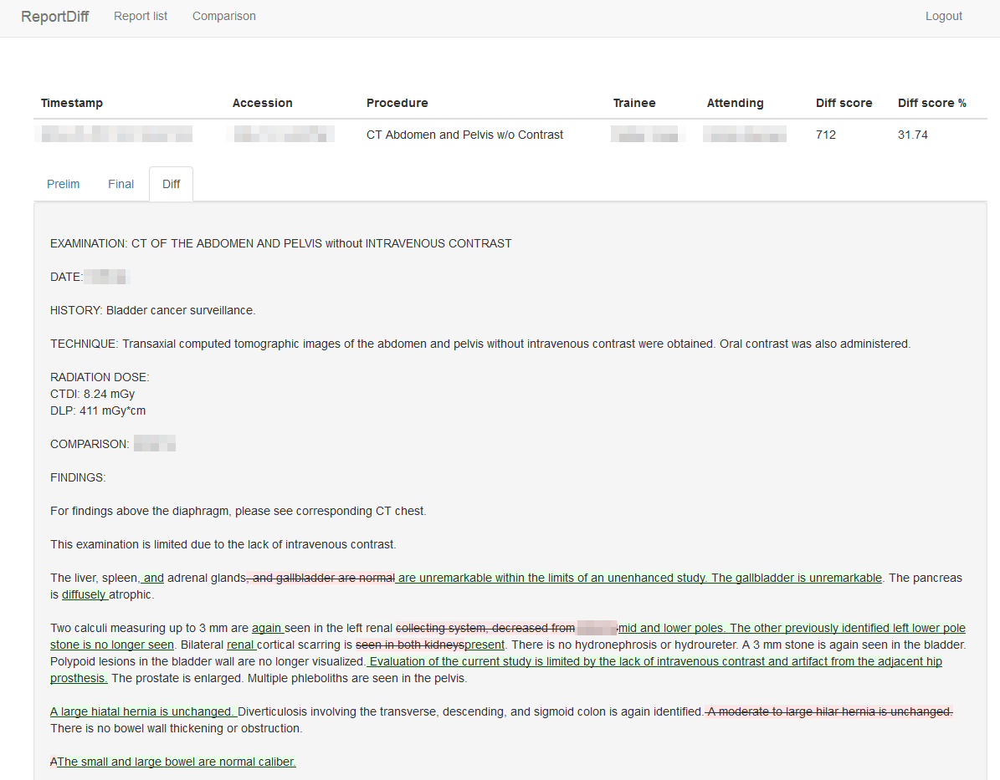 ReportDiff Report list Comparison Logout
Timestamp Accession Procedure Trainee Attending Diff score Diff score %
CT Abdomen and Pelvis w/o Contrast 712 31.74
Prelim Final Diff
EXAMINATION: CT OF THE ABDOMEN AND PELVIS without INTRAVENOUS CONTRAST
DATE:
HISTORY: Bladder cancer surveillance.
TECHNIQUE: Transaxial computed tomographic images of the abdomen and pelvis without intravenous contrast were obtained. Oral contrast was also administered.
RADIATION DOSE:
CTDI: 8.24 mGy
DLP: 411 mGy*cm
COMPARISON:
FINDINGS:
For findings above the diaphragm, please see corresponding CT chest.
This examination is limited due to the lack of intravenous contrast.
The liver, spleen, and adrenal glands, and gallbladder are normal are unremarkable within the limits of an unenhanced study. The gallbladder is unremarkable. The pancreas
is diffusely atrophic.
Two calculi measuring up to 3 mm are again seen in the left renal collecting system, decreased from mid and lower poles. The other previously identified left lower pole
stone is no longer seen. Bilateral renal cortical scarring is seen in both kidneyspresent. There is no hydronephrosis or hydroureter. A 3 mm stone is again seen in the bladder.
Polypoid lesions in the bladder wall are no longer visualized. Evaluation of the current study is limited by the lack of intravenous contrast and artifact from the adjacent hip
prosthesis. The prostate is enlarged. Multiple phleboliths are seen in the pelvis.
A large hiatal hernia is unchanged. Diverticulosis involving the transverse, descending, and sigmoid colon is again identified. A moderate to large hilar hernia is unchanged.
There is no bowel wall thickening or obstruction.
AThe small and large bowel are normal caliber.